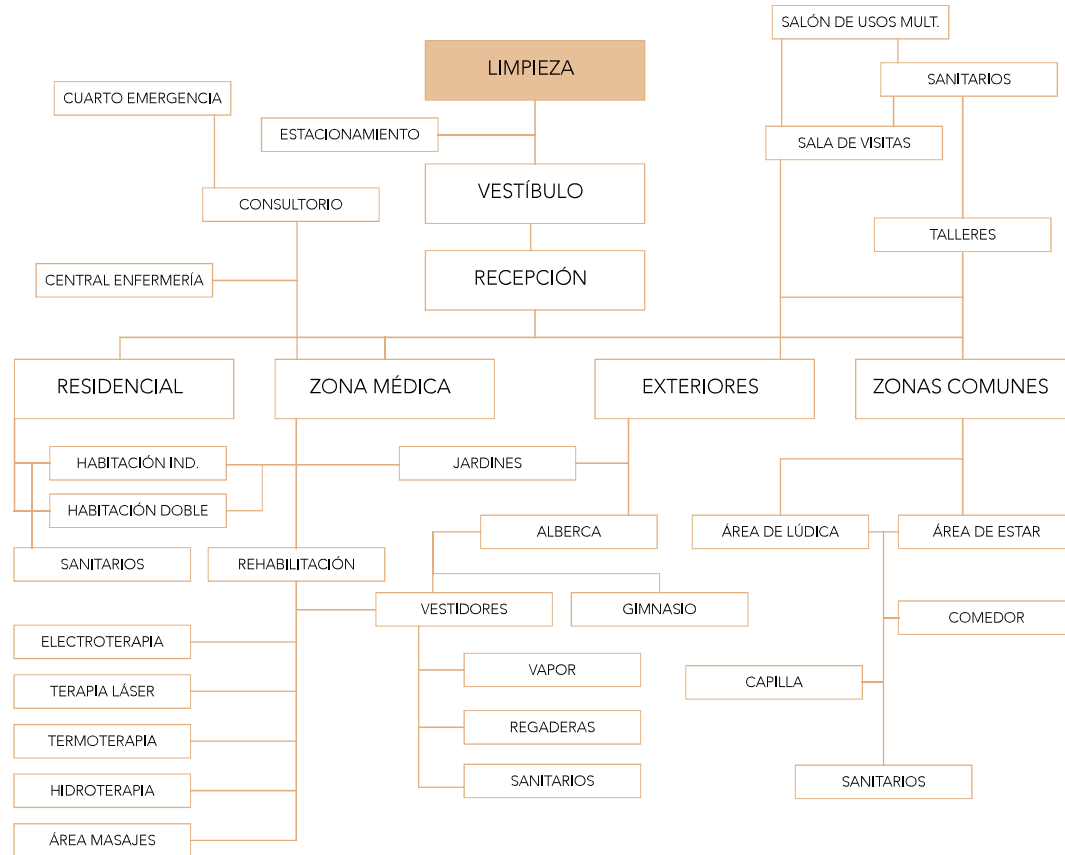 SALÓN DE USOS MULT.
LIMPIEZA
SANITARIOS
CUARTO EMERGENCIA
ESTACIONAMIENTO
SALA DE VISITAS
VESTÍBULO
CONSULTORIO
TALLERES
CENTRAL ENFERMERÍA
RECEPCIÓN
RESIDENCIAL
ZONA MÉDICA
EXTERIORES
ZONAS COMUNES
HABITACIÓN IND.
JARDINES
HABITACIÓN DOBLE
ALBERCA
ÁREA DE LÚDICA
ÁREA DE ESTAR
SANITARIOS
REHABILITACIÓN
VESTIDORES
GIMNASIO
COMEDOR
ELECTROTERAPIA
VAPOR
CAPILLA
TERAPIA LÁSER
REGADERAS
TERMOTERAPIA
SANITARIOS
SANITARIOS
HIDROTERAPIA
ÁREA MASAJES